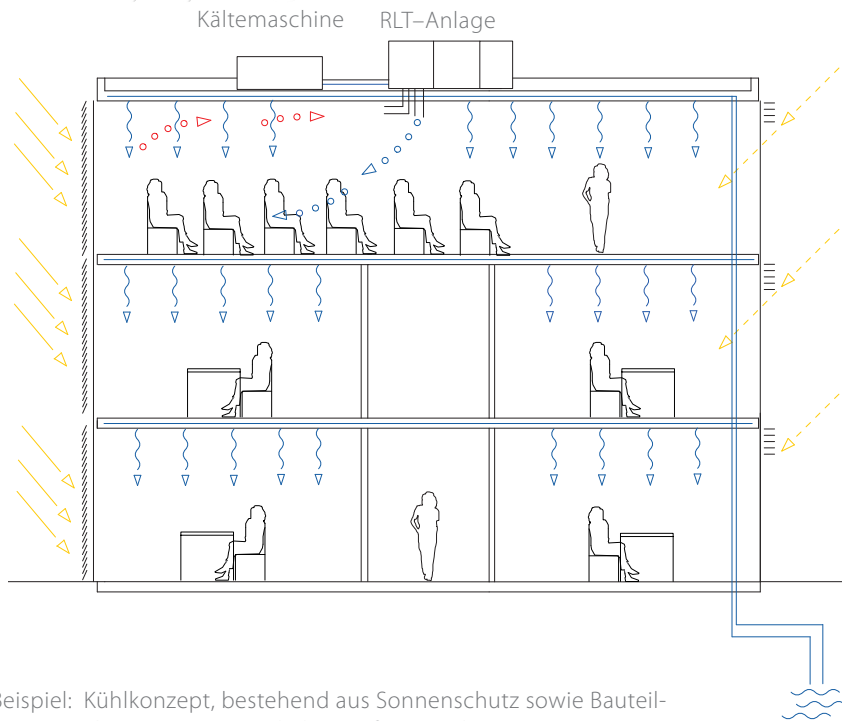 Kältemaschine RLT–Anlage
Beispiel: Kühlkonzept, bestehend aus Sonnenschutz sowie Bauteil-